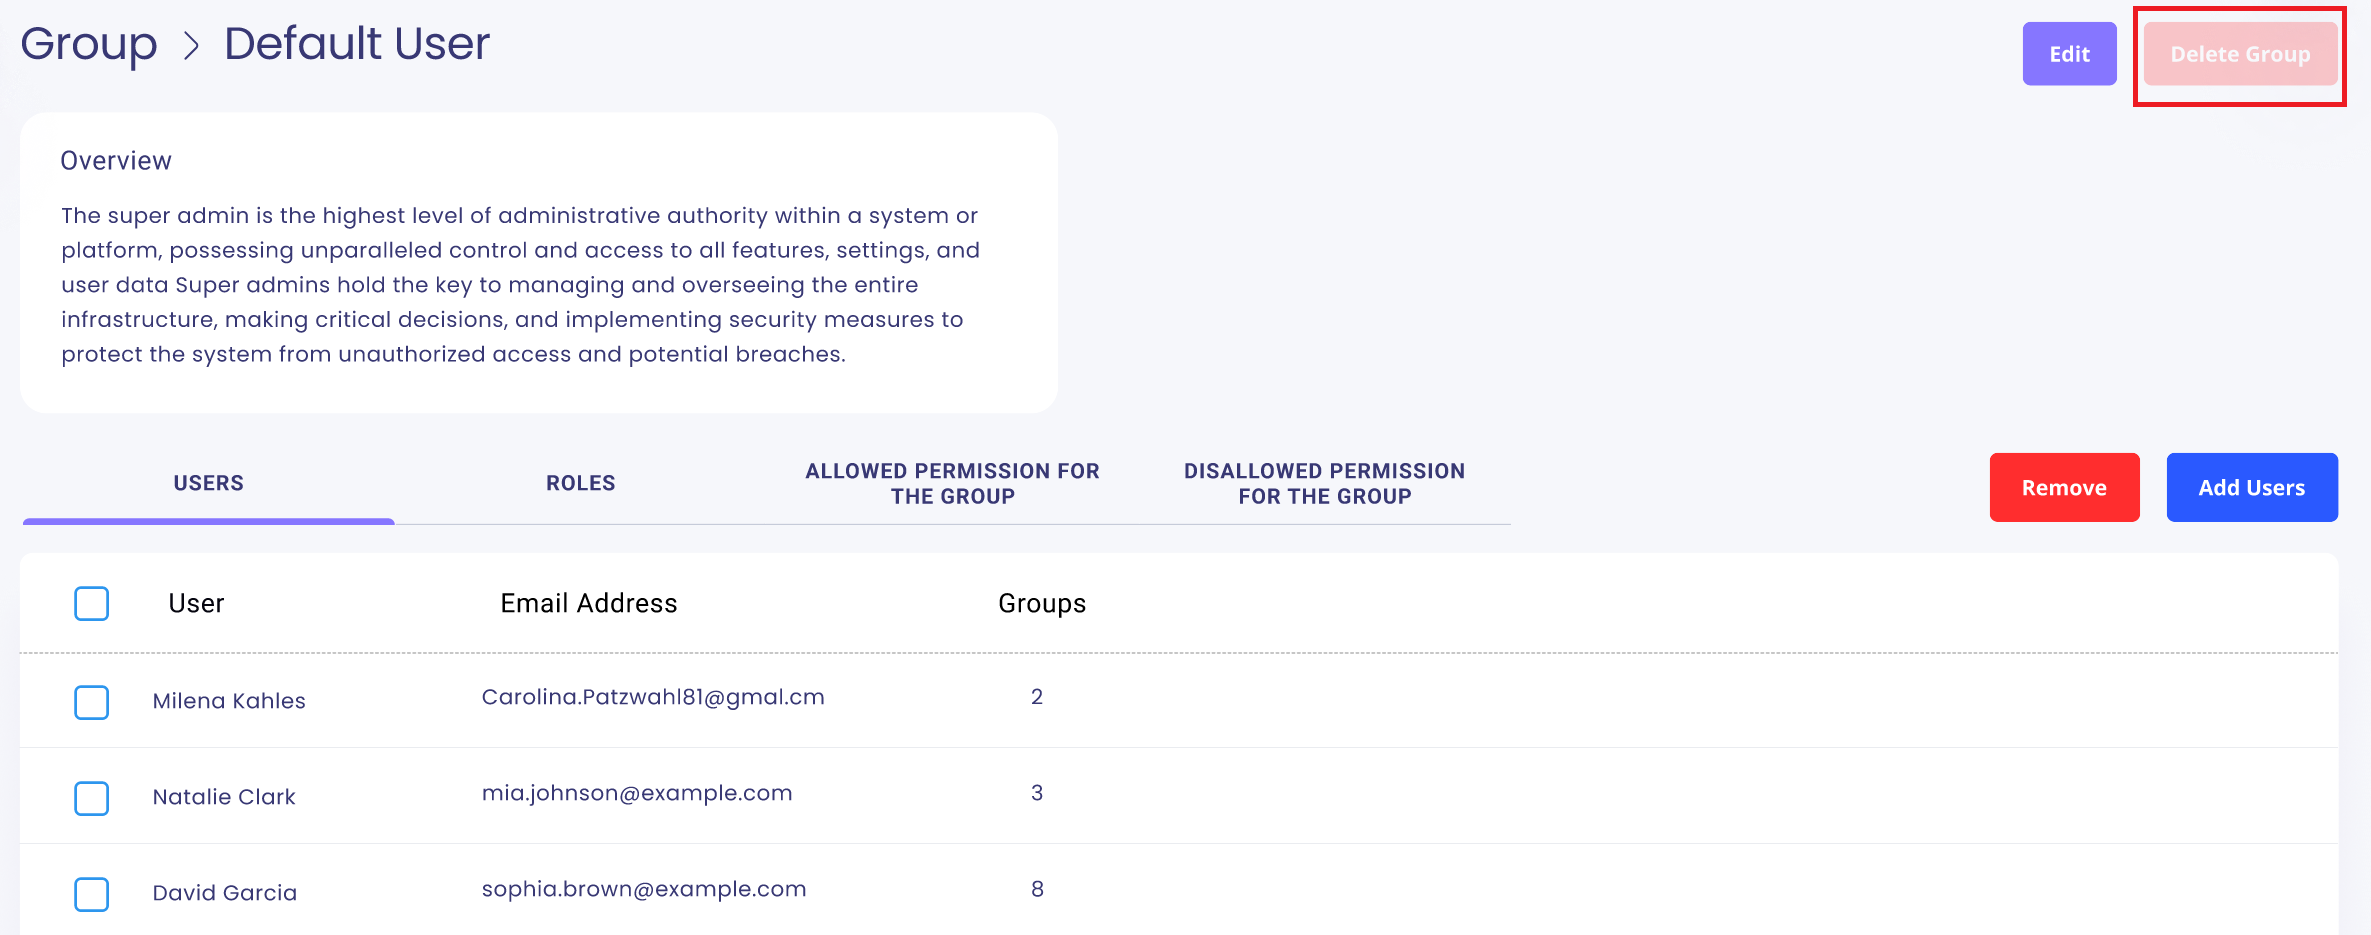 Group > Default User
Edit
Delete Group
Overview
The super admin is the highest level of administrative authority within a system or
platform, possessing unparalleled control and access to all features, settings, and
user data Super admins hold the key to managing and overseeing the entire
infrastructure, making critical decisions, and implementing security measures to
protect the system from unauthorized access and potential breaches.
USERS
ROLES
ALLOWED PERMISSION FOR
THE GROUP
DISALLOWED PERMISSION
FOR THE GROUP
Remove
Add Users
User Email Address Groups
Milena Kahles Carolina.Patzwahl81@gmal.cm 2
Natalie Clark mia.johnson@example.com 3
David Garcia sophia.brown@example.com 8